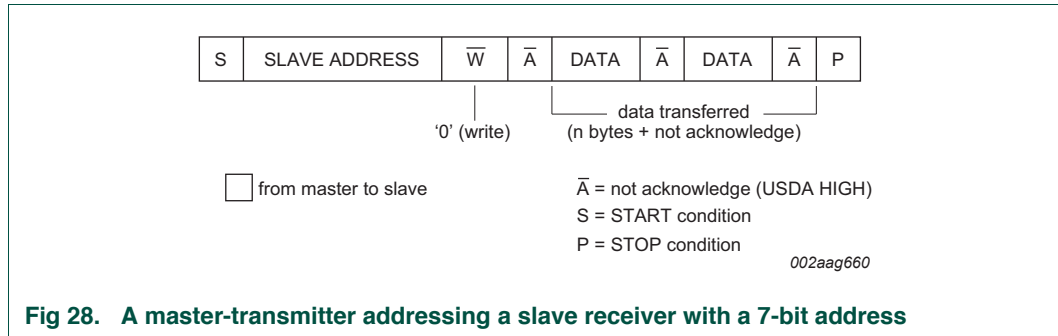 S SLAVE ADDRESS W̅ A̅ DATA A̅ DATA A̅ P
data transferred
'0' (write) (n bytes + not acknowledge)
from master to slave A̅ = not acknowledge (USDA HIGH)
S = START condition
P = STOP condition
002aag660
Fig 28. A master-transmitter addressing a slave receiver with a 7-bit address